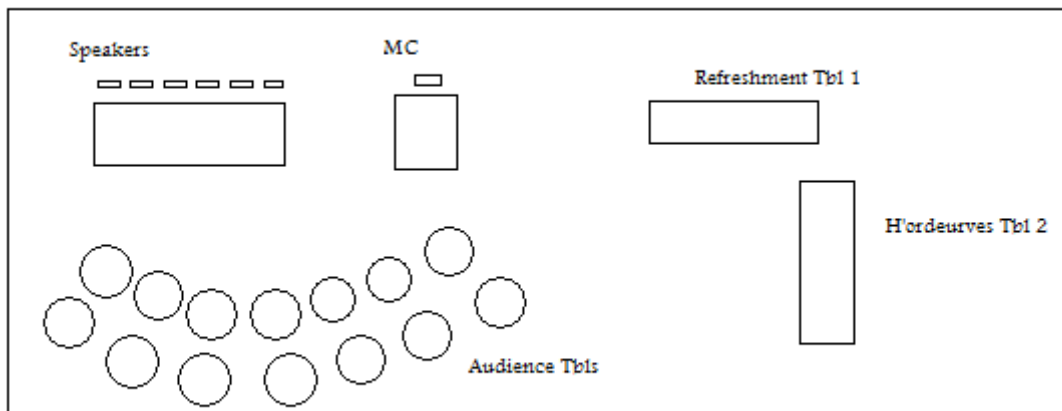 Speakers
MC
Refreshment Tbl 1
H'ordeurves Tbl 2
Audience Tbls